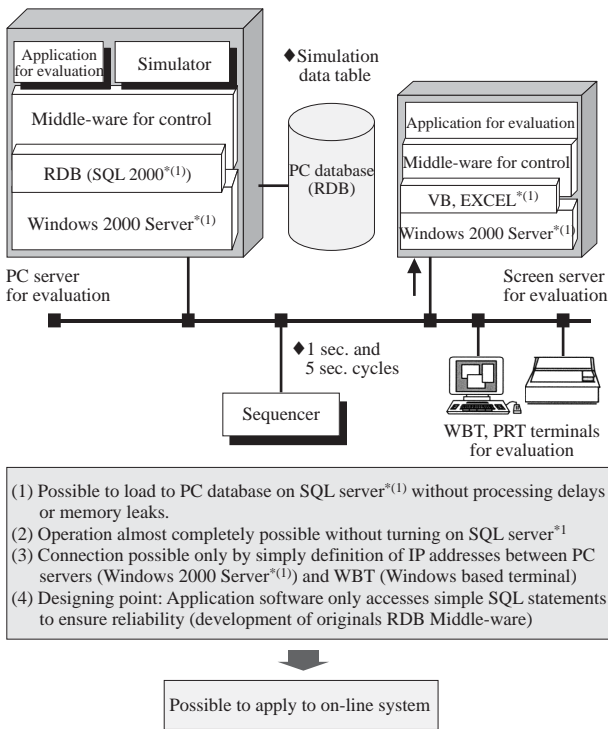 Application
for evaluation
Simulator
Middle-ware for control
RDB (SQL 2000*(1))
Windows 2000 Server*(1)
PC server
for evaluation
♦Simulation
data table
PC database
(RDB)
Application for evaluation
Middle-ware for control
VB, EXCEL*(1)
Windows 2000 Server*(1)
Screen server
for evaluation
♦1 sec. and
5 sec. cycles
Sequencer
WBT, PRT terminals
for evaluation
(1) Possible to load to PC database on SQL server*(1) without processing delays
or memory leaks.
(2) Operation almost completely possible without turning on SQL server*1
(3) Connection possible only by simply definition of IP addresses between PC
servers (Windows 2000 Server*(1)) and WBT (Windows based terminal)
(4) Designing point: Application software only accesses simple SQL statements
to ensure reliability (development of originals RDB Middle-ware)
Possible to apply to on-line system